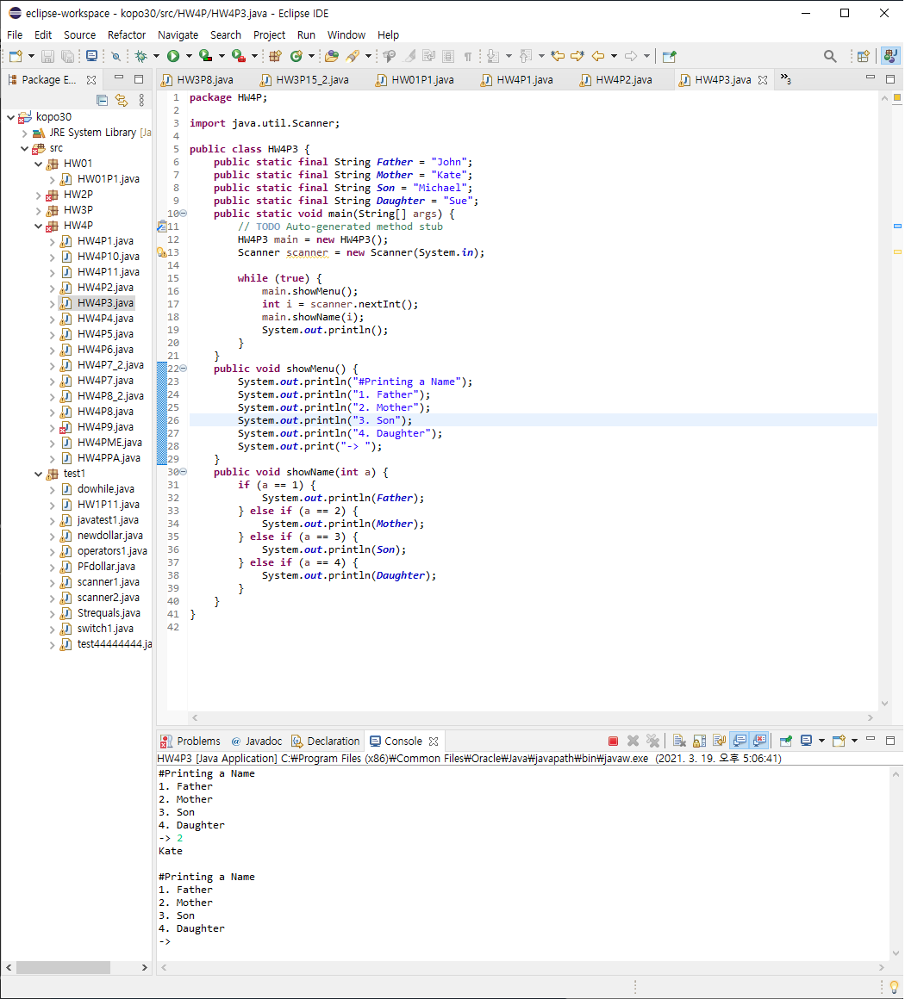 eclipse-workspace - kopo30/src/HW4P/HW4P3.java - Eclipse IDE
File Edit Source Refactor Navigate Search Project Run Window Help
Package E...
HW3P8.java HW3P15_2.java HW01P1.java HW4P1.java HW4P2.java HW4P3.java »3
kopo30
JRE System Library [Ja
src
HW01
HW01P1.java
HW2P
HW3P
HW4P
HW4P1.java
HW4P10.java
HW4P11.java
HW4P2.java
HW4P3.java
HW4P4.java
HW4P5.java
HW4P6.java
HW4P7_2.java
HW4P7.java
HW4P8_2.java
HW4P8.java
HW4P9.java
HW4PME.java
HW4PPA.java
test1
dowhile.java
HW1P11.java
javatest1.java
newdollar.java
operators1.java
PFdollar.java
scanner1.java
scanner2.java
Strequals.java
switch1.java
test44444444.ja
1 package HW4P;
2
3 import java.util.Scanner;
4
5 public class HW4P3 {
6 public static final String Father = "John";
7 public static final String Mother = "Kate";
8 public static final String Son = "Michael";
9 public static final String Daughter = "Sue";
10 public static void main(String[] args) {
11 // TODO Auto-generated method stub
12 HW4P3 main = new HW4P3();
13 Scanner scanner = new Scanner(System.in);
14
15 while (true) {
16 main.showMenu();
17 int i = scanner.nextInt();
18 main.showName(i);
19 System.out.println();
20 }
21 }
22 public void showMenu() {
23 System.out.println("#Printing a Name");
24 System.out.println("1. Father");
25 System.out.println("2. Mother");
26 System.out.println("3. Son");
27 System.out.println("4. Daughter");
28 System.out.print("-> ");
29 }
30 public void showName(int a) {
31 if (a == 1) {
32 System.out.println(Father);
33 } else if (a == 2) {
34 System.out.println(Mother);
35 } else if (a == 3) {
36 System.out.println(Son);
37 } else if (a == 4) {
38 System.out.println(Daughter);
39 }
40 }
41 }
42
Problems @ Javadoc Declaration Console
HW4P3 [Java Application] C:₩Program Files (x86)₩Common Files₩Oracle₩Java₩javapath₩bin₩javaw.exe (2021. 3. 19. 오후 5:06:41)
#Printing a Name
1. Father
2. Mother
3. Son
4. Daughter
-> 2
Kate
#Printing a Name
1. Father
2. Mother
3. Son
4. Daughter
->